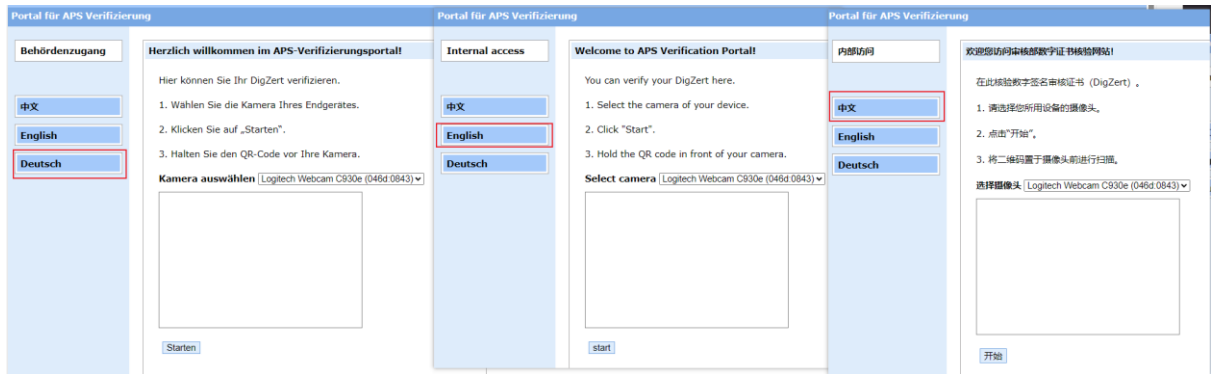 Portal für APS Verifizierung
Behördenzugang
中文
English
Deutsch
Herzlich willkommen im APS-Verifizierungsportal!
Hier können Sie Ihr DigZert verifizieren.
1. Wählen Sie die Kamera Ihres Endgerätes.
2. Klicken Sie auf „Starten“.
3. Halten Sie den QR-Code vor Ihre Kamera.
Kamera auswählen Logitech Webcam C930e (046d:0843)
Starten
Portal für APS Verifizierung
Internal access
中文
English
Deutsch
Welcome to APS Verification Portal!
You can verify your DigZert here.
1. Select the camera of your device.
2. Click "Start".
3. Hold the QR code in front of your camera.
Select camera Logitech Webcam C930e (046d:0843)
start
Portal für APS Verifizierung
内部访问
中文
English
Deutsch
欢迎您访问审核部数字证书核验网站!
在此核验数字签名审核证书（DigZert）。
1. 请选择您所用设备的摄像头。
2. 点击"开始"。
3. 将二维码置于摄像头前进行扫描。
选择摄像头 Logitech Webcam C930e (046d:0843)
开始